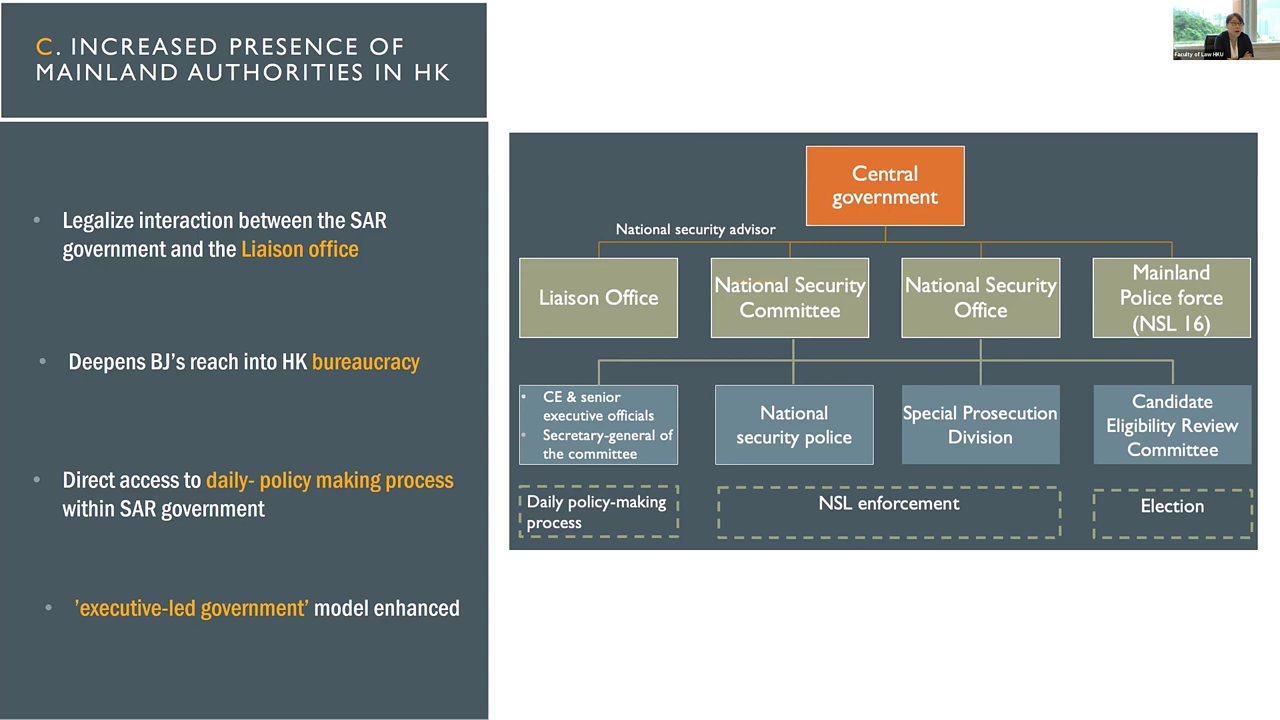 C. INCREASED PRESENCE OF
MAINLAND AUTHORITIES IN HK
• Legalize interaction between the SAR
government and the Liaison office
• Deepens BJ's reach into HK bureaucracy
• Direct access to daily- policy making process
within SAR government
• ’executive-led government’ model enhanced
Faculty of Law HKU
Central
government
National security advisor
Liaison Office
National Security
Committee
National Security
Office
Mainland
Police force
(NSL 16)
• CE & senior
executive officials
• Secretary-general of
the committee
National
security police
Special Prosecution
Division
Candidate
Eligibility Review
Committee
Daily policy-making
process
NSL enforcement
Election